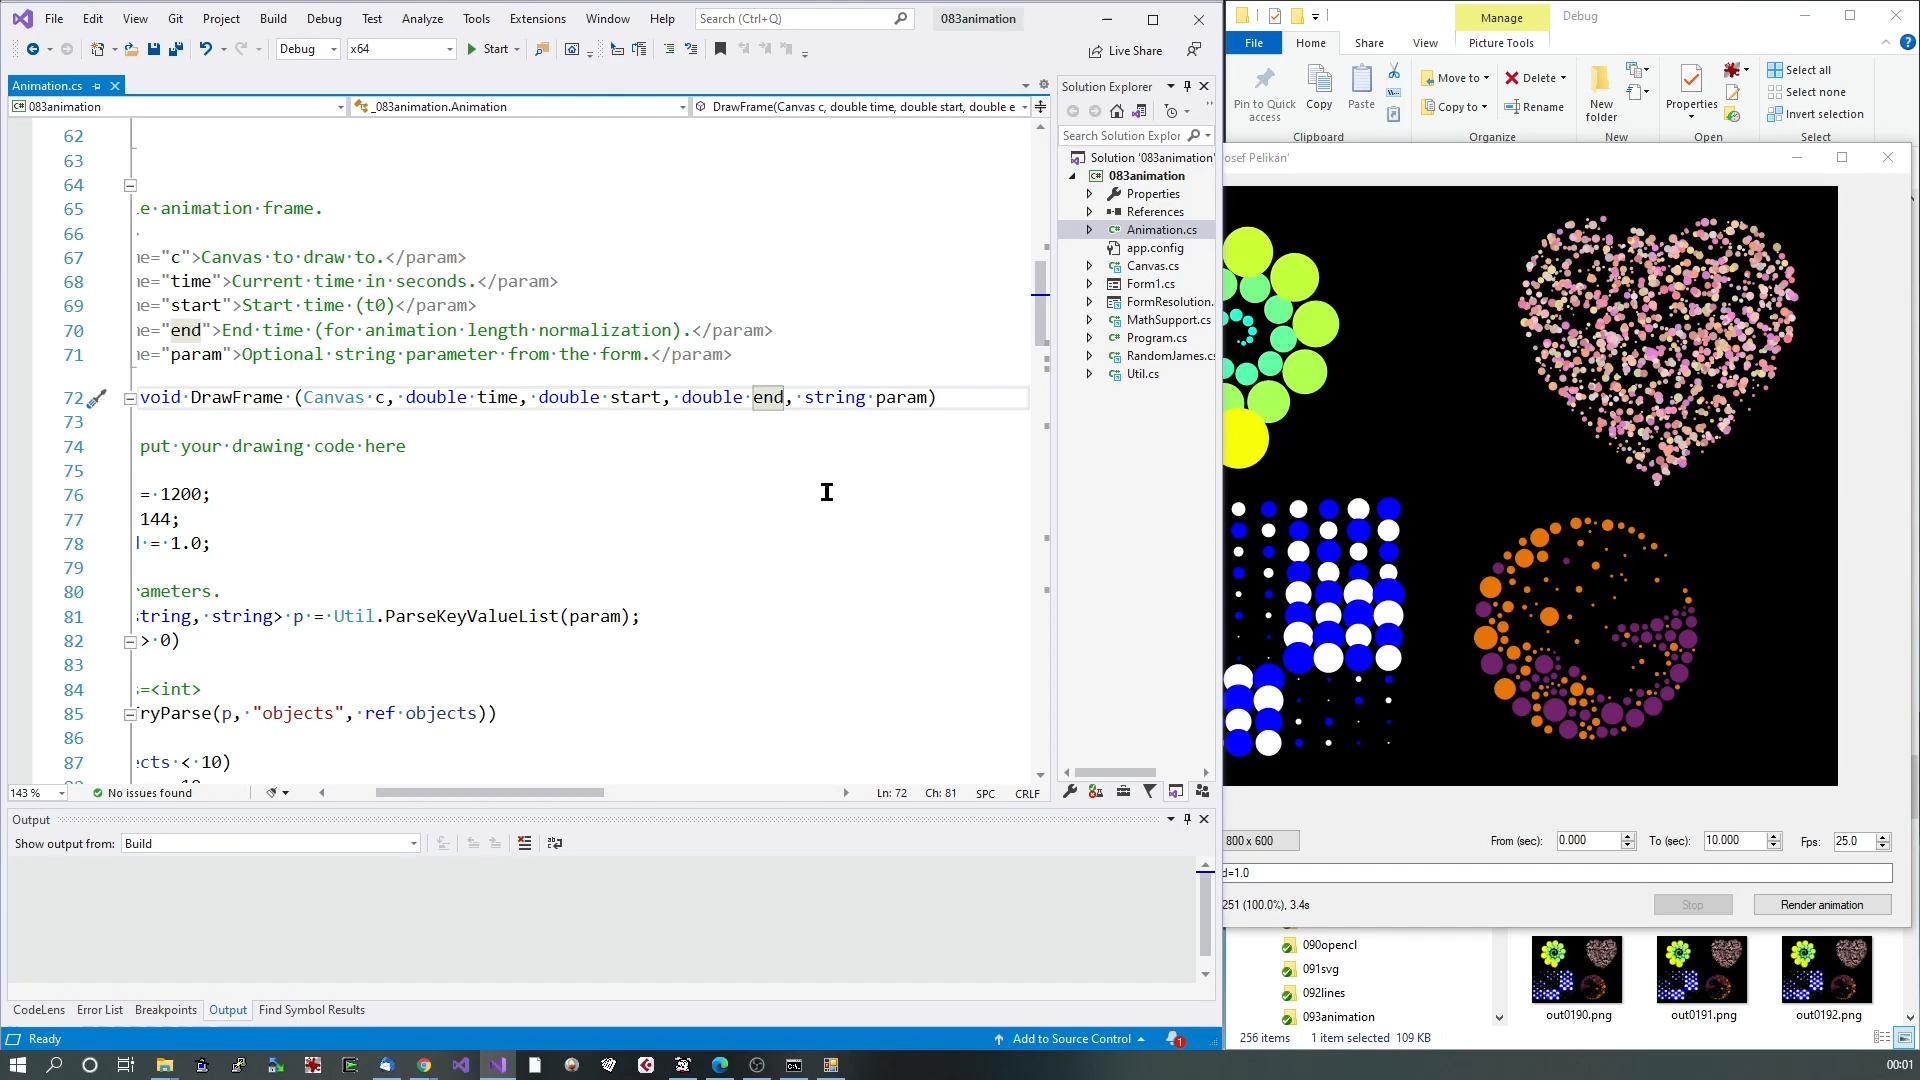 File Edit View Git Project Build Debug Test Analyze Tools Extensions Window Help Search (Ctrl+Q) 083animation
Debug x64 Start Live Share
Animation.cs
083animation _083animation.Animation DrawFrame(Canvas c, double time, double start, double e
62
63
64
65 le·animation·frame.
66
67 ne="c">Canvas·to·draw·to.</param>
68 ne="time">Current·time·in·seconds.</param>
69 ne="start">Start·time·(t0)</param>
70 ne="end">End·time·(for·animation·length·normalization).</param>
71 ne="param">Optional·string·parameter·from·the·form.</param>
72 void·DrawFrame·(Canvas·c,·double·time,·double·start,·double·end,·string·param)
73
74 put·your·drawing·code·here
75
76 =·1200;
77 144;
78 =·1.0;
79
80 ameters.
81 string,·string>·p·=·Util.ParseKeyValueList(param);
82 >·0)
83
84 s=<int>
85 ryParse(p,·"objects",·ref·objects))
86
87 ects·<·10)
143 % No issues found Ln: 72 Ch: 81 SPC CRLF
Output
Show output from: Build
CodeLens Error List Breakpoints Output Find Symbol Results
Ready Add to Source Control 1
Solution Explorer
Search Solution Explor
Solution '083animation'
083animation
Properties
References
Animation.cs
app.config
Canvas.cs
Form1.cs
FormResolution.
MathSupport.cs
Program.cs
RandomJames.cs
Util.cs
Manage Debug
File Home Share View Picture Tools
Pin to Quick access Copy Paste
Move to Copy to Delete Rename
New folder Properties
Select all
Select none
Invert selection
Clipboard Organize New Open Select
osef Pelikán'
800 x 600 From (sec): 0.000 To (sec): 10.000 Fps: 25.0
d=1.0
251 (100.0%), 3.4s Stop Render animation
090opencl
091svg
092lines
093animation
out0190.png out0191.png out0192.png
256 items 1 item selected 109 KB
00:01